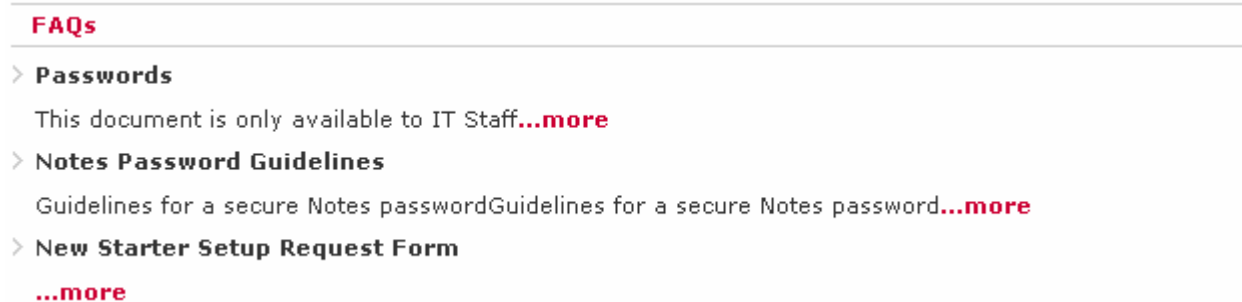 FAQs
Passwords
This document is only available to IT Staff...more
Notes Password Guidelines
Guidelines for a secure Notes passwordGuidelines for a secure Notes password...more
New Starter Setup Request Form
...more